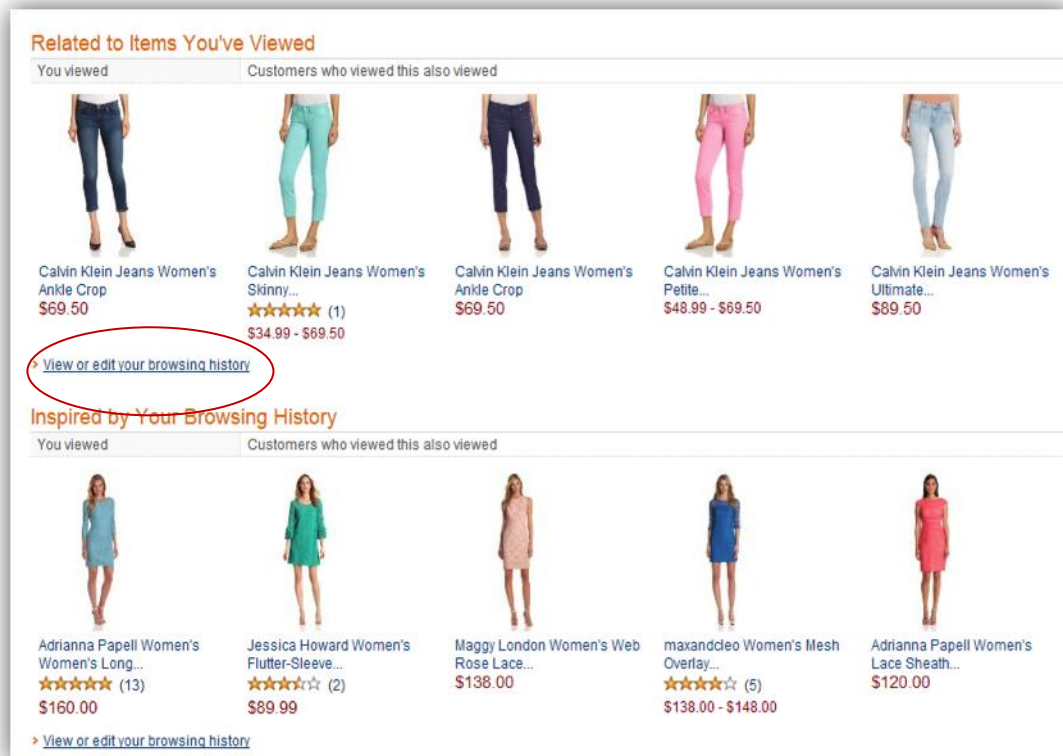 Related to Items You've Viewed
You viewed Customers who viewed this also viewed
Calvin Klein Jeans Women's Ankle Crop
$69.50
Calvin Klein Jeans Women's Skinny...
(1)
$34.99 - $69.50
Calvin Klein Jeans Women's Ankle Crop
$69.50
Calvin Klein Jeans Women's Petite...
$48.99 - $69.50
Calvin Klein Jeans Women's Ultimate...
$89.50
› View or edit your browsing history
Inspired by Your Browsing History
You viewed Customers who viewed this also viewed
Adrianna Papell Women's Women's Long...
(13)
$160.00
Jessica Howard Women's Flutter-Sleeve...
(2)
$89.99
Maggy London Women's Web Rose Lace...
$138.00
maxandcleo Women's Mesh Overlay...
(5)
$138.00 - $148.00
Adrianna Papell Women's Lace Sheath...
$120.00
› View or edit your browsing history